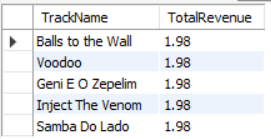 TrackName TotalRevenue
Balls to the Wall 1.98
Voodoo 1.98
Geni E O Zepelim 1.98
Inject The Venom 1.98
Samba Do Lado 1.98